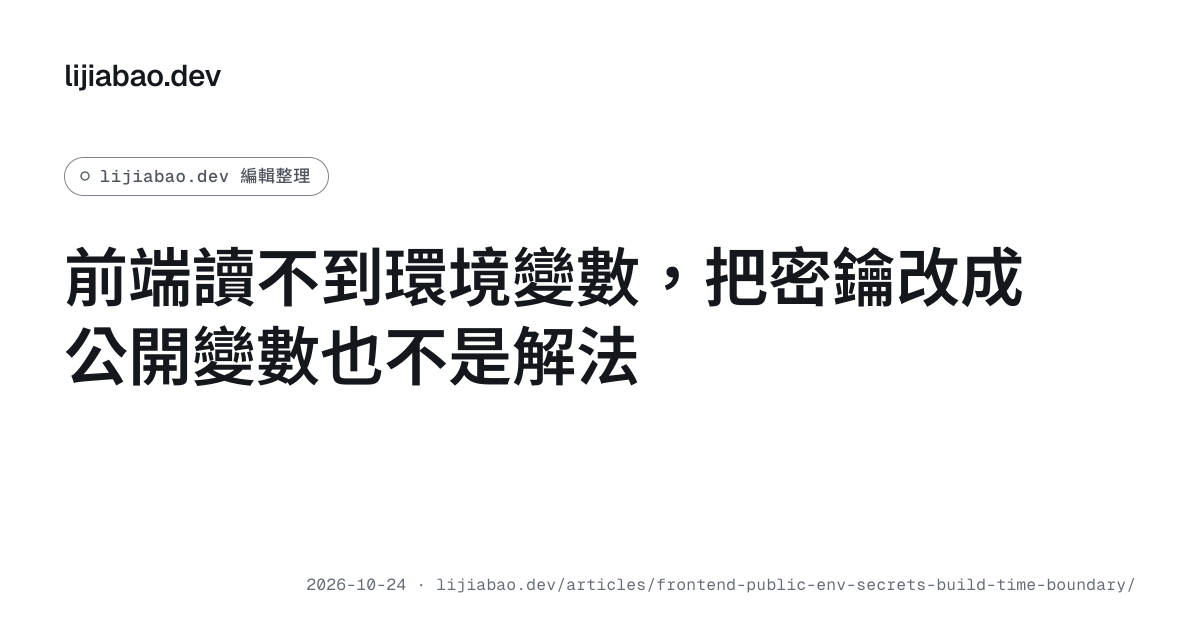 lijiabao.dev
lijiabao.dev 編輯整理
前端讀不到環境變數，把密鑰改成
公開變數也不是解法
2026-10-24 · lijiabao.dev/articles/frontend-public-env-secrets-build-time-boundary/